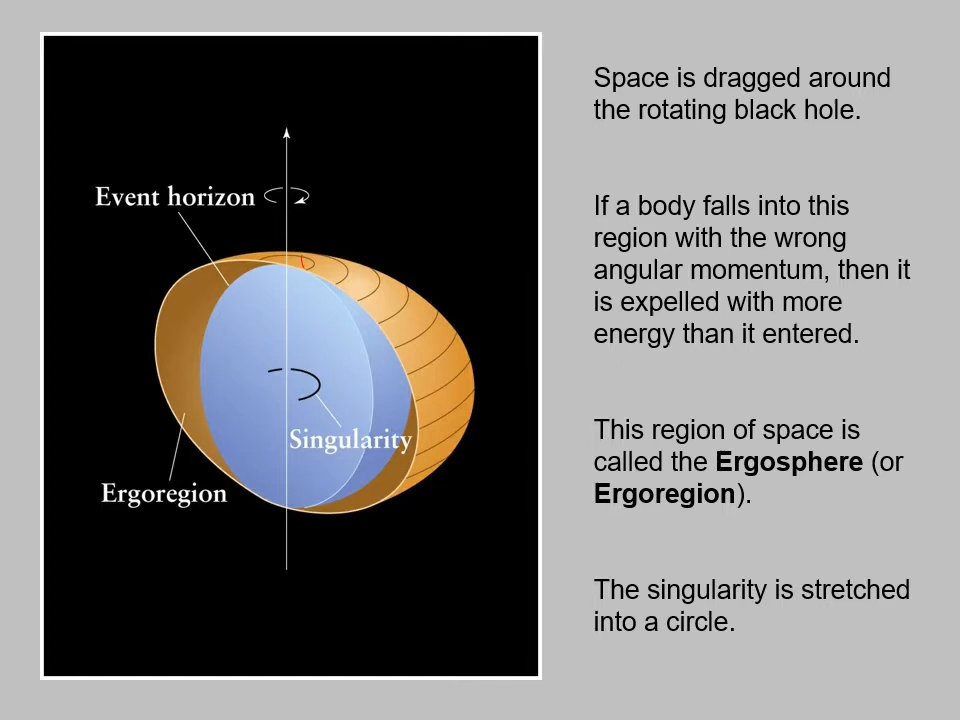 Event horizon
Singularity
Ergoregion
Space is dragged around
the rotating black hole.
If a body falls into this
region with the wrong
angular momentum, then it
is expelled with more
energy than it entered.
This region of space is
called the Ergosphere (or
Ergoregion).
The singularity is stretched
into a circle.